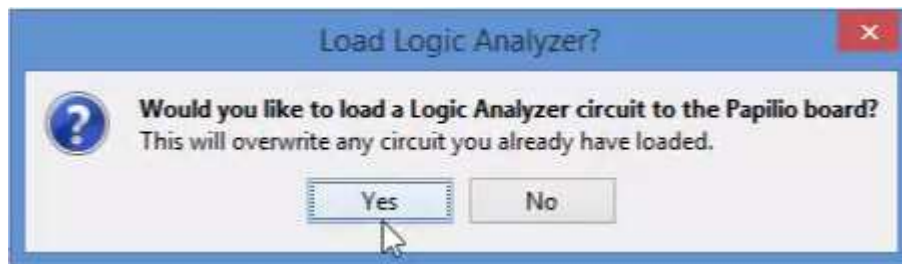 Load Logic Analyzer?
Would you like to load a Logic Analyzer circuit to the Papilio board?
This will overwrite any circuit you already have loaded.
Yes No